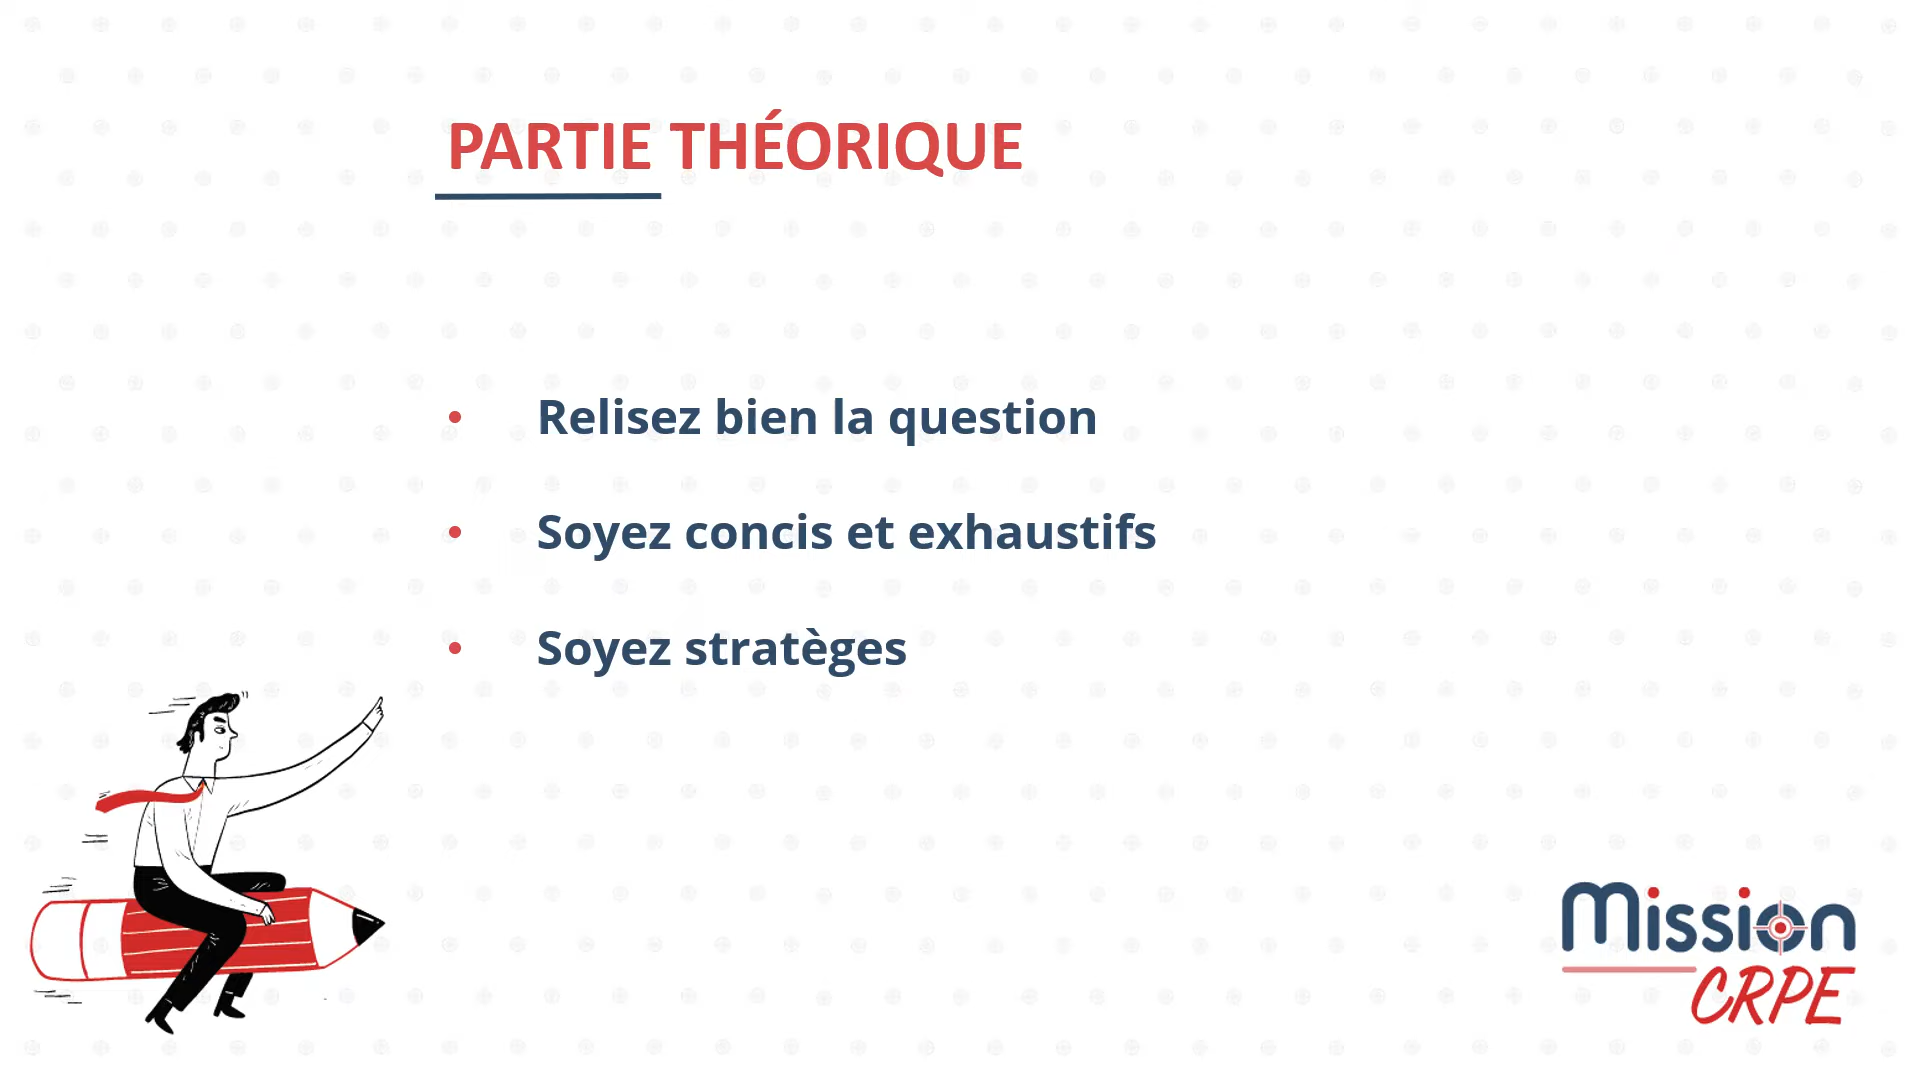 PARTIE THÉORIQUE
• Relisez bien la question
• Soyez concis et exhaustifs
• Soyez stratèges
Mission
CRPE